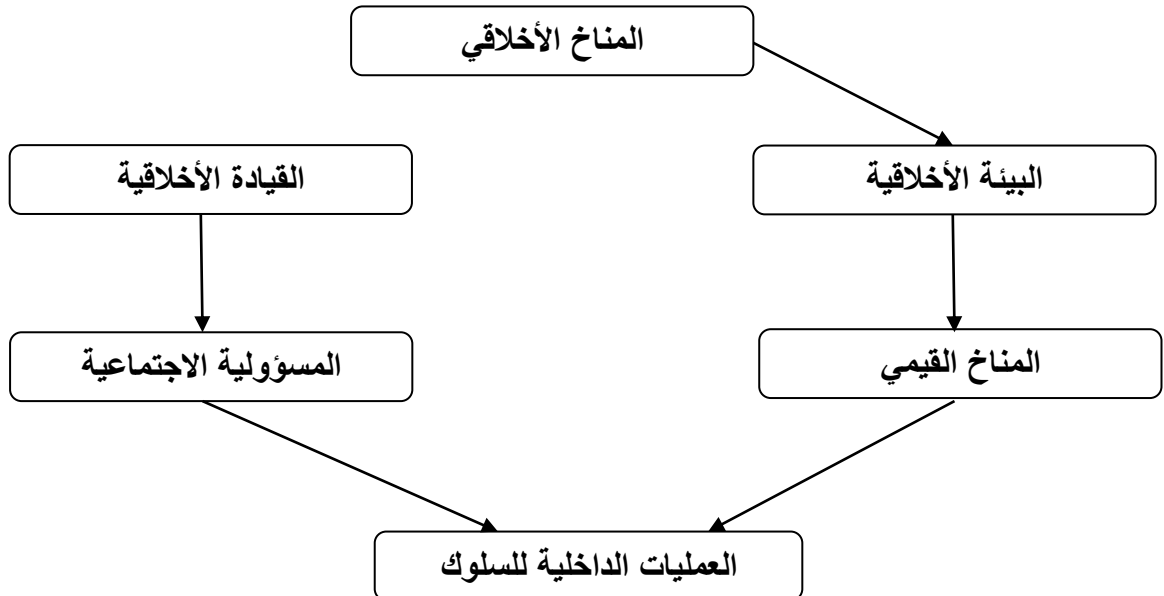 المناخ الأخلاقي
البيئة الأخلاقية
القيادة الأخلاقية
المناخ القيمي
المسؤولية الاجتماعية
العمليات الداخلية للسلوك